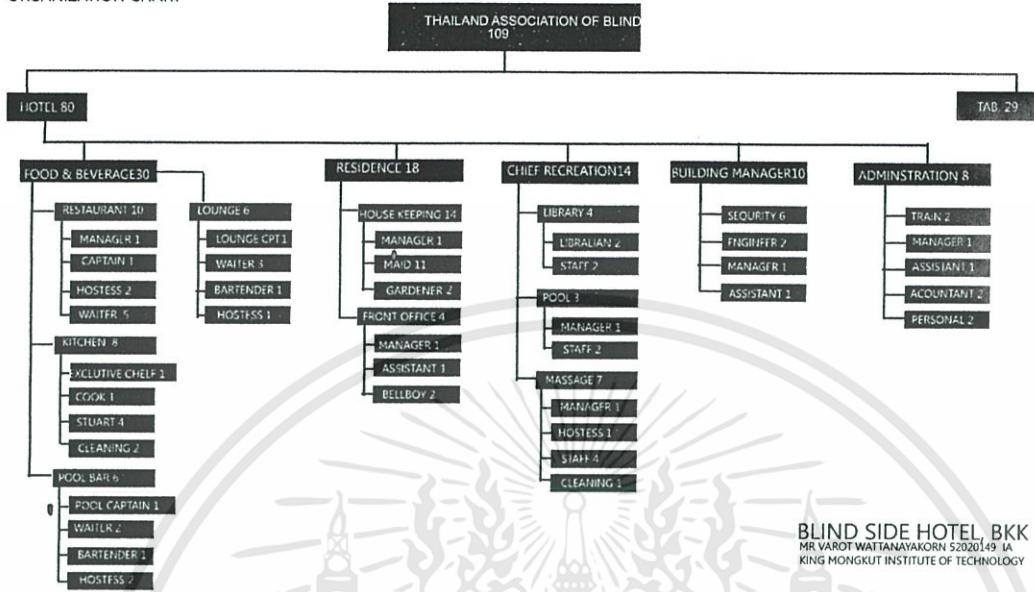 ORGANIZATION CHART
THAILAND ASSOCIATION OF BLIND
109
HOTEL 80
TAB. 29
FOOD & BEVERAGE30
RESTAURANT 10
MANAGER 1
CAPTAIN 1
HOSTESS 2
WAITER 5
KITCHEN 8
EXCLUTIVE CHELF 1
COOK 1
STUART 4
CLEANING 2
POOL BAR 6
POOL CAPTAIN 1
WAITER 2
BARTENDER 1
HOSTESS 2
LOUNGE 6
LOUNGE CPT1
WAITER 3
BARTENDER 1
HOSTESS 1
RESIDENCE 18
HOUSE KEEPING 14
MANAGER 1
MAID 11
GARDENER 2
FRONT OFFICE 4
MANAGER 1
ASSISTANT 1
BELLBOY 2
CHIEF RECREATION14
LIBRARY 4
LIBRALIAN 2
STAFF 2
POOL 3
MANAGER 1
STAFF 2
MASSAGE 7
MANAGER 1
HOSTESS 1
STAFF 4
CLEANING 1
BUILDING MANAGER10
SEQURITY 6
ENGINEER 2
MANAGER 1
ASSISTANT 1
ADMINSTRATION 8
TRAIN 2
MANAGER 1
ASSISTANT 1
ACOUNTANT 2
PERSONAL 2
BLIND SIDE HOTEL, BKK
MR VAROT WATTANAYAKORN 52020149 IA
KING MONGKUT INSTITUTE OF TECHNOLOGY